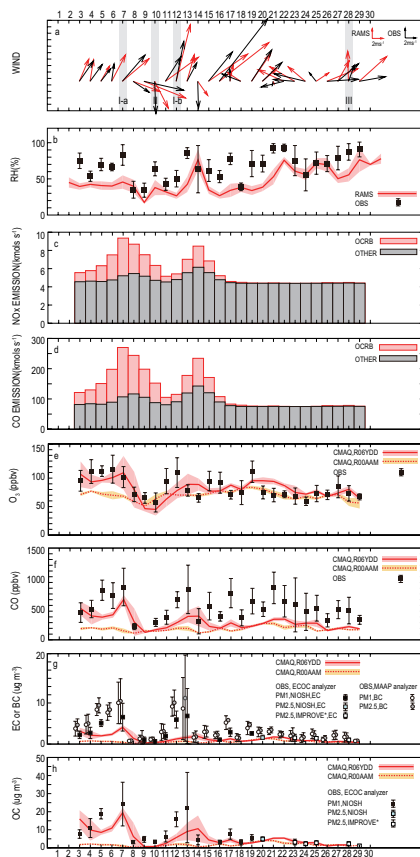 1 2 3 4 5 6 7 8 9 10 11 12 13 14 15 16 17 18 19 20 21 22 23 24 25 26 27 28 29 30
a
RAMS
2ms-1
OBS
2ms-1
WIND
I-a
II
I-b
III
b
RH(%)
100
50
0
RAMS
OBS
c
NOx EMISSION(kmols s-1)
10
8
6
4
2
0
OCRB
OTHER
d
CO EMISSION(kmols s-1)
300
200
100
0
OCRB
OTHER
e
O3 (ppbv)
150
100
50
0
CMAQ,R06YDD
CMAQ,R00AAM
OBS
f
CO (ppbv)
1500
1000
500
0
CMAQ,R06YDD
CMAQ,R00AAM
OBS
g
EC or BC (ug m-3)
20
10
0
CMAQ,R06YDD
CMAQ,R00AAM
OBS, ECOC analyzer
PM1,NIOSH,EC
PM2.5,NIOSH,EC
PM2.5,IMPROVE*,EC
OBS,MAAP analyzer
PM1,BC
PM2.5,BC
h
OC (ug m-3)
60
40
20
0
CMAQ,R06YDD
CMAQ,R00AAM
OBS, ECOC analyzer
PM1,NIOSH
PM2.5,NIOSH
PM2.5,IMPROVE*
1 2 3 4 5 6 7 8 9 10 11 12 13 14 15 16 17 18 19 20 21 22 23 24 25 26 27 28 29 30